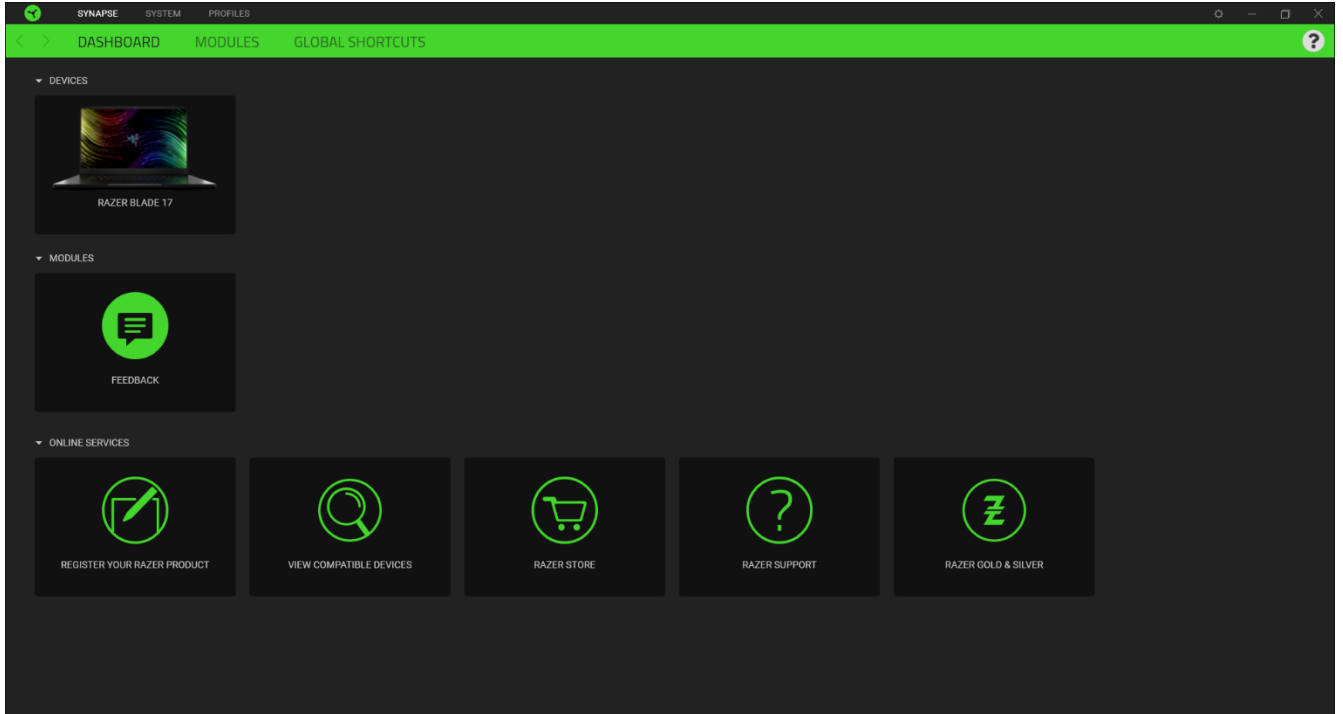 SYNAPSE SYSTEM PROFILES
DASHBOARD MODULES GLOBAL SHORTCUTS ?
DEVICES
RAZER BLADE 17
MODULES
FEEDBACK
ONLINE SERVICES
REGISTER YOUR RAZER PRODUCT VIEW COMPATIBLE DEVICES RAZER STORE RAZER SUPPORT RAZER GOLD & SILVER